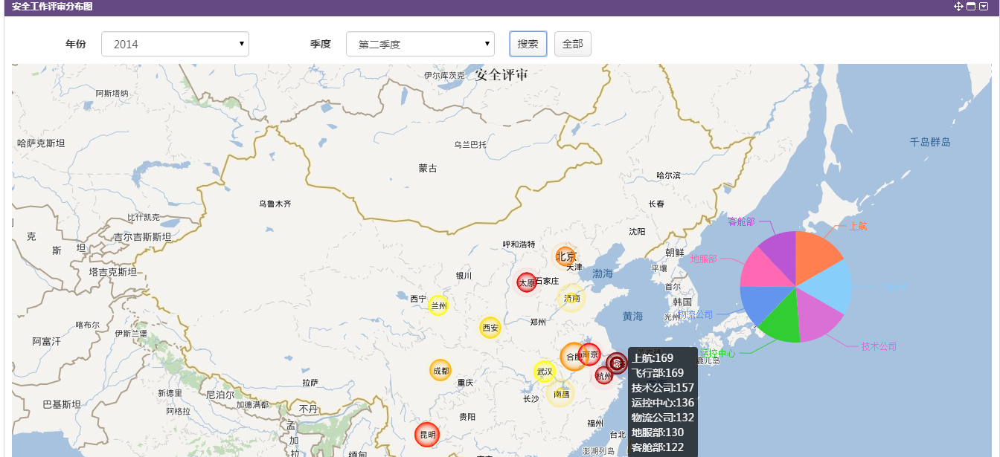 安全工作评审分布图
年份
2014
季度
第二季度
搜索
全部
安全评审
伊尔库茨克
阿斯塔纳
哈萨克斯坦
千岛群岛
乌兰巴托
蒙古
哈尔滨
乌鲁木齐
长春
比什凯克
吉尔吉斯斯坦
沈阳
克
斯
坦
呼和浩特
北京
天津
朝鲜
平壤
渤海
塔吉克斯坦
银川
太原
石家庄
首尔
韩国
光州
西宁
兰州
济南
黄海
西安
郑州
喀布尔
伊斯兰堡
阿富汗
合肥
南京
杭州
成都
武汉
重庆
拉萨
南昌
长沙
新德里
尼泊尔
加德满都
巴基斯坦
阿格拉
不丹
孟
加
拉
贵阳
福州
台北
昆明
缅甸
澎湖列岛
鹿儿岛
客舱部
上航
地服部
物流公司
运控中心
技术公司
上航:169
飞行部:169
技术公司:157
运控中心:136
物流公司:132
地服部:130
客舱部:122